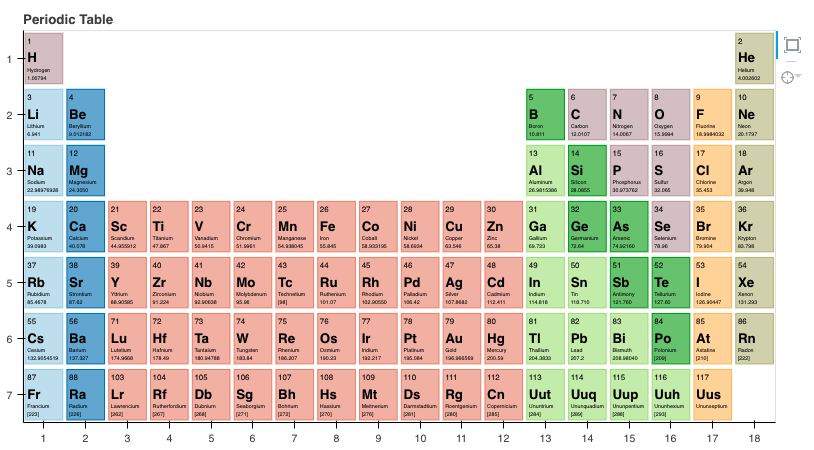 Periodic Table
1 2
H He
Hydrogen Helium
1.00794 4.002602
1
3 4 5 6 7 8 9 10
Li Be B C N O F Ne
Lithium Beryllium Boron Carbon Nitrogen Oxygen Fluorine Neon
6.941 9.012182 10.811 12.0107 14.0067 15.9994 18.9984032 20.1797
2
11 12 13 14 15 16 17 18
Na Mg Al Si P S Cl Ar
Sodium Magnesium Aluminum Silicon Phosphorus Sulfur Chlorine Argon
22.98976928 24.3050 26.9815386 28.0855 30.973762 32.065 35.453 39.948
3
19 20 21 22 23 24 25 26 27 28 29 30 31 32 33 34 35 36
K Ca Sc Ti V Cr Mn Fe Co Ni Cu Zn Ga Ge As Se Br Kr
Potassium Calcium Scandium Titanium Vanadium Chromium Manganese Iron Cobalt Nickel Copper Zinc Gallium Germanium Arsenic Selenium Bromine Krypton
39.0983 40.078 44.955912 47.867 50.9415 51.9961 54.938045 55.845 58.933195 58.6934 63.546 65.38 69.723 72.64 74.92160 78.96 79.904 83.798
4
37 38 39 40 41 42 43 44 45 46 47 48 49 50 51 52 53 54
Rb Sr Y Zr Nb Mo Tc Ru Rh Pd Ag Cd In Sn Sb Te I Xe
Rubidium Strontium Yttrium Zirconium Niobium Molybdenum Technetium Ruthenium Rhodium Palladium Silver Cadmium Indium Tin Antimony Tellurium Iodine Xenon
85.4678 87.62 88.90585 91.224 92.90638 95.96 [98] 101.07 102.90550 106.42 107.8682 112.411 114.818 118.710 121.760 127.60 126.90447 131.293
5
55 56 71 72 73 74 75 76 77 78 79 80 81 82 83 84 85 86
Cs Ba Lu Hf Ta W Re Os Ir Pt Au Hg Tl Pb Bi Po At Rn
Cesium Barium Lutetium Hafnium Tantalum Tungsten Rhenium Osmium Iridium Platinum Gold Mercury Thallium Lead Bismuth Polonium Astatine Radon
132.9054519 137.327 174.9668 178.49 180.94788 183.84 186.207 190.23 192.217 195.084 196.966569 200.59 204.3833 207.2 208.98040 [209] [210] [222]
6
87 88 103 104 105 106 107 108 109 110 111 112 113 114 115 116 117
Fr Ra Lr Rf Db Sg Bh Hs Mt Ds Rg Cn Uut Uuq Uup Uuh Uus
Francium Radium Lawrencium Rutherfordium Dubnium Seaborgium Bohrium Hassium Meitnerium Darmstadtium Roentgenium Copernicium Ununtrium Ununquadium Ununpentium Ununhexium Ununseptium
[223] [226] [262] [267] [268] [271] [272] [270] [276] [281] [280] [285] [284] [289] [288] [293]
7
1 2 3 4 5 6 7 8 9 10 11 12 13 14 15 16 17 18